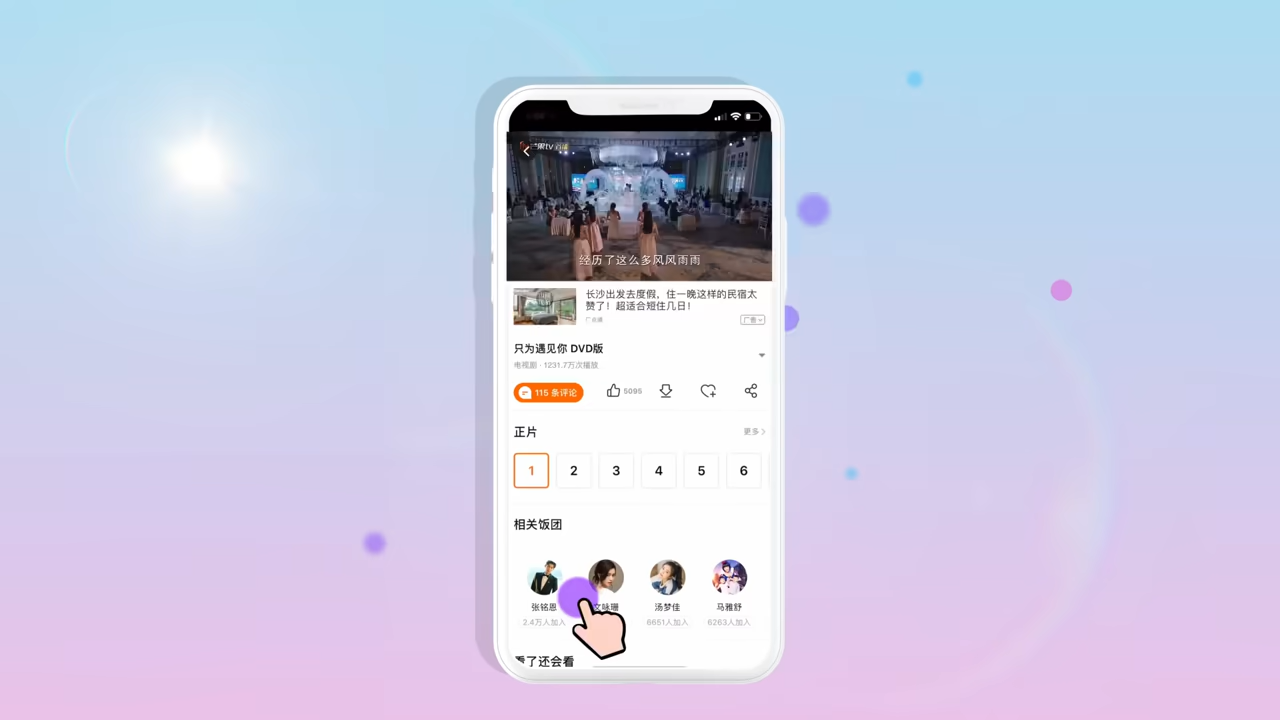 经历了这么多风风雨雨
长沙出发去度假，住一晚这样的民宿太
赞了！超适合短住几日！
广告
只为遇见你 DVD版
电视剧 · 1231.7万次播放
115 条评论
5095
正片
更多
1
2
3
4
5
6
相关饭团
张铭恩
文咏珊
汤梦佳
马雅舒
2.4万人加入
6651人加入
6263人加入
看了还会看